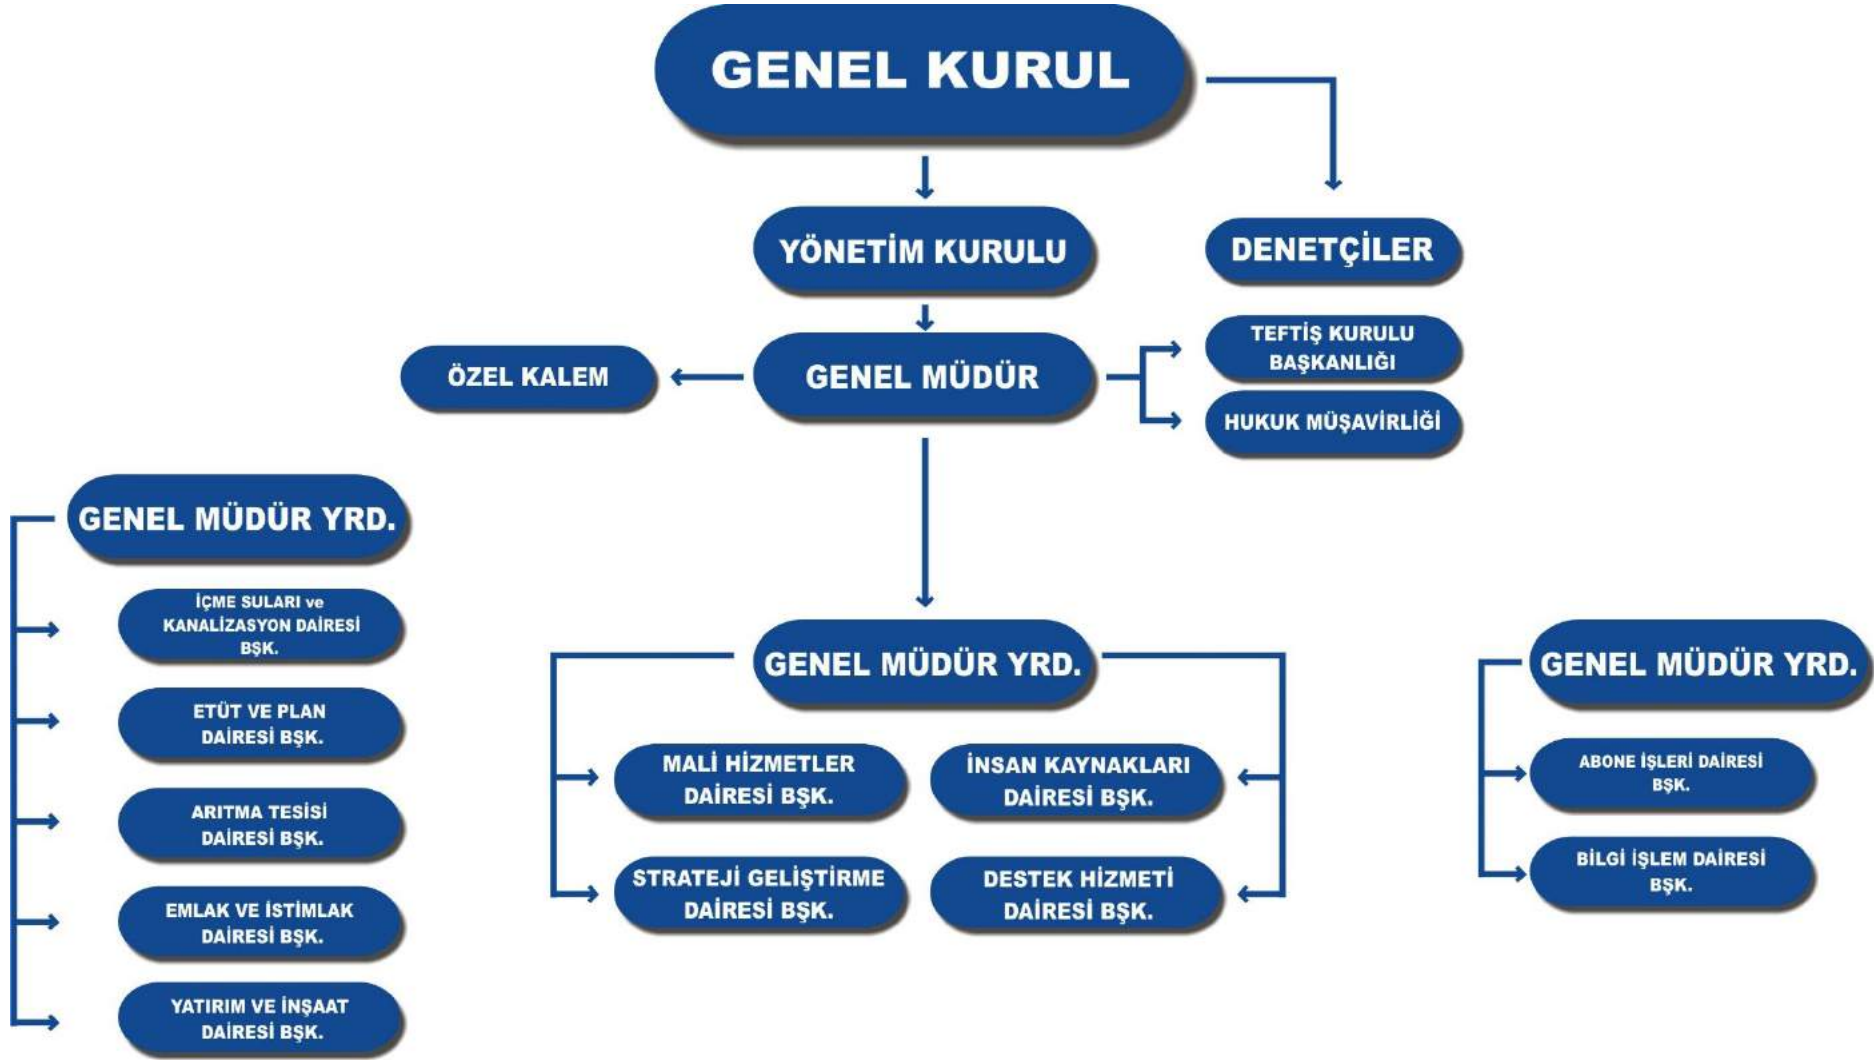 GENEL KURUL
YÖNETİM KURULU
DENETÇİLER
GENEL MÜDÜR
ÖZEL KALEM
TEFTİŞ KURULU
BAŞKANLIĞI
HUKUK MÜŞAVİRLİĞİ
GENEL MÜDÜR YRD.
İÇME SULARI ve
KANALİZASYON DAİRESİ
BŞK.
ETÜT VE PLAN
DAİRESİ BŞK.
ARITMA TESİSİ
DAİRESİ BŞK.
EMLAK VE İSTİMLAK
DAİRESİ BŞK.
YATIRIM VE İNŞAAT
DAİRESİ BŞK.
GENEL MÜDÜR YRD.
MALİ HİZMETLER
DAİRESİ BŞK.
İNSAN KAYNAKLARI
DAİRESİ BŞK.
STRATEJİ GELİŞTİRME
DAİRESİ BŞK.
DESTEK HİZMETİ
DAİRESİ BŞK.
GENEL MÜDÜR YRD.
ABONE İŞLERİ DAİRESİ
BŞK.
BİLGİ İŞLEM DAİRESİ
BŞK.